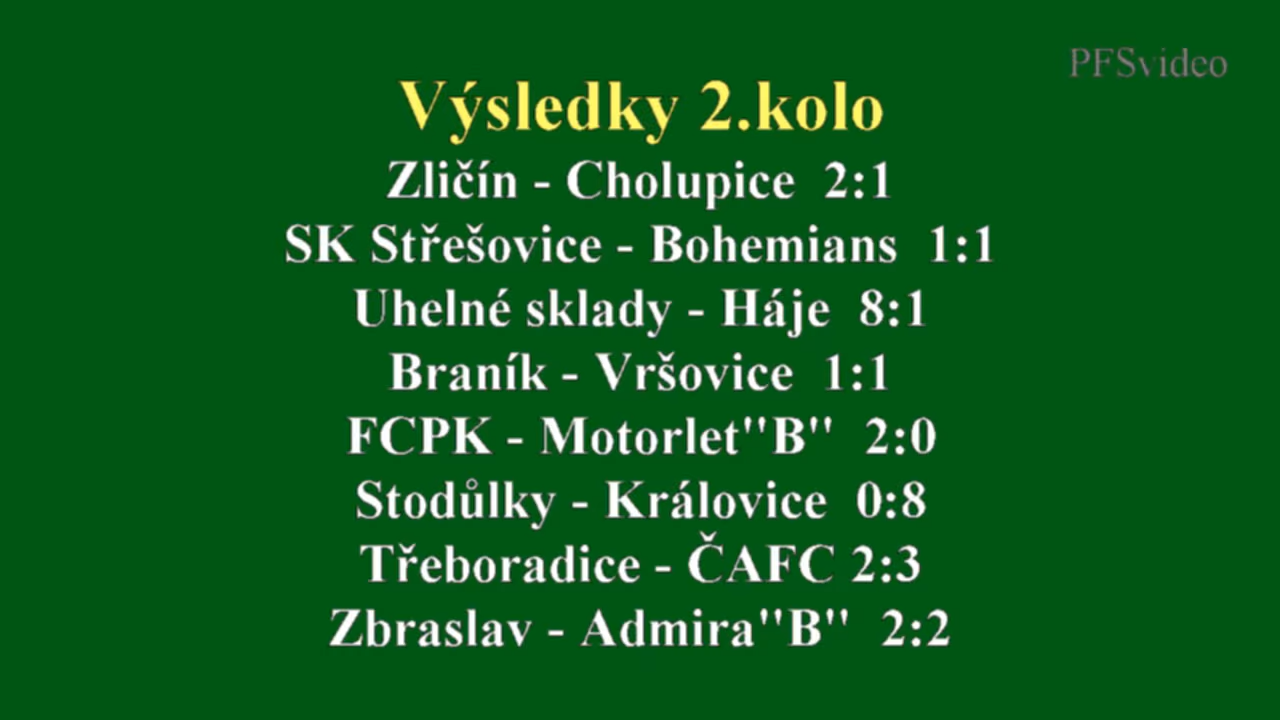 PFSvideo
Výsledky 2.kolo
Zličín - Cholupice 2:1
SK Střešovice - Bohemians 1:1
Uhelné sklady - Háje 8:1
Braník - Vršovice 1:1
FCPK - Motorlet"B" 2:0
Stodůlky - Královice 0:8
Třeboradice - ČAFC 2:3
Zbraslav - Admira"B" 2:2